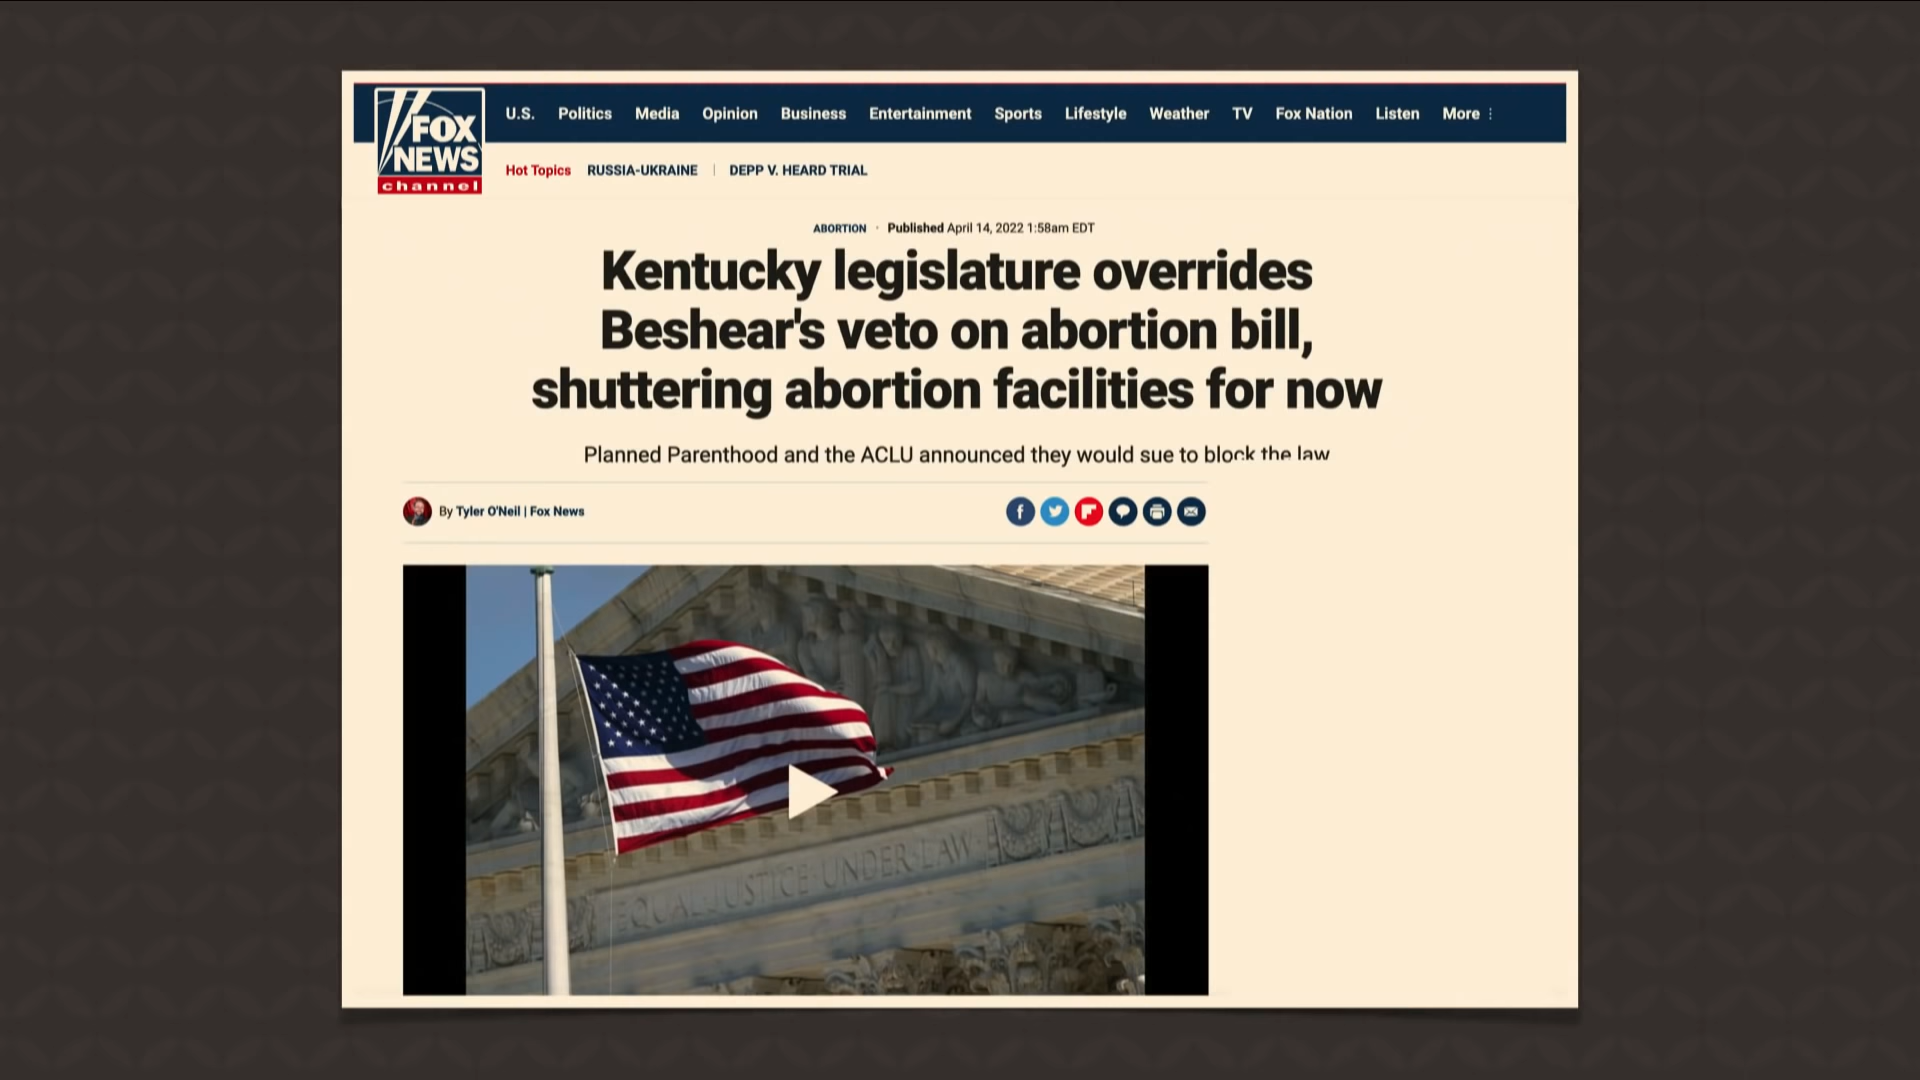 FOX
NEWS
channel
U.S. Politics Media Opinion Business Entertainment Sports Lifestyle Weather TV Fox Nation Listen More
Hot Topics RUSSIA-UKRAINE DEPP V. HEARD TRIAL
ABORTION · Published April 14, 2022 1:58am EDT
Kentucky legislature overrides
Beshear's veto on abortion bill,
shuttering abortion facilities for now
Planned Parenthood and the ACLU announced they would sue to block the law
By Tyler O'Neil | Fox News
EQUAL·JUSTICE·UNDER·LAW